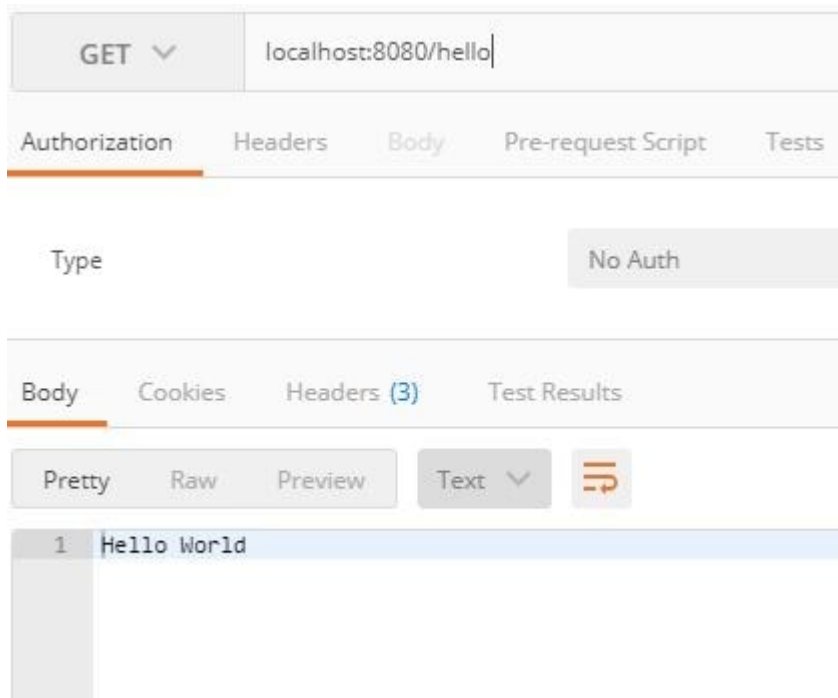 GET localhost:8080/hello
Authorization Headers Body Pre-request Script Tests
Type No Auth
Body Cookies Headers (3) Test Results
Pretty Raw Preview Text
1 Hello World